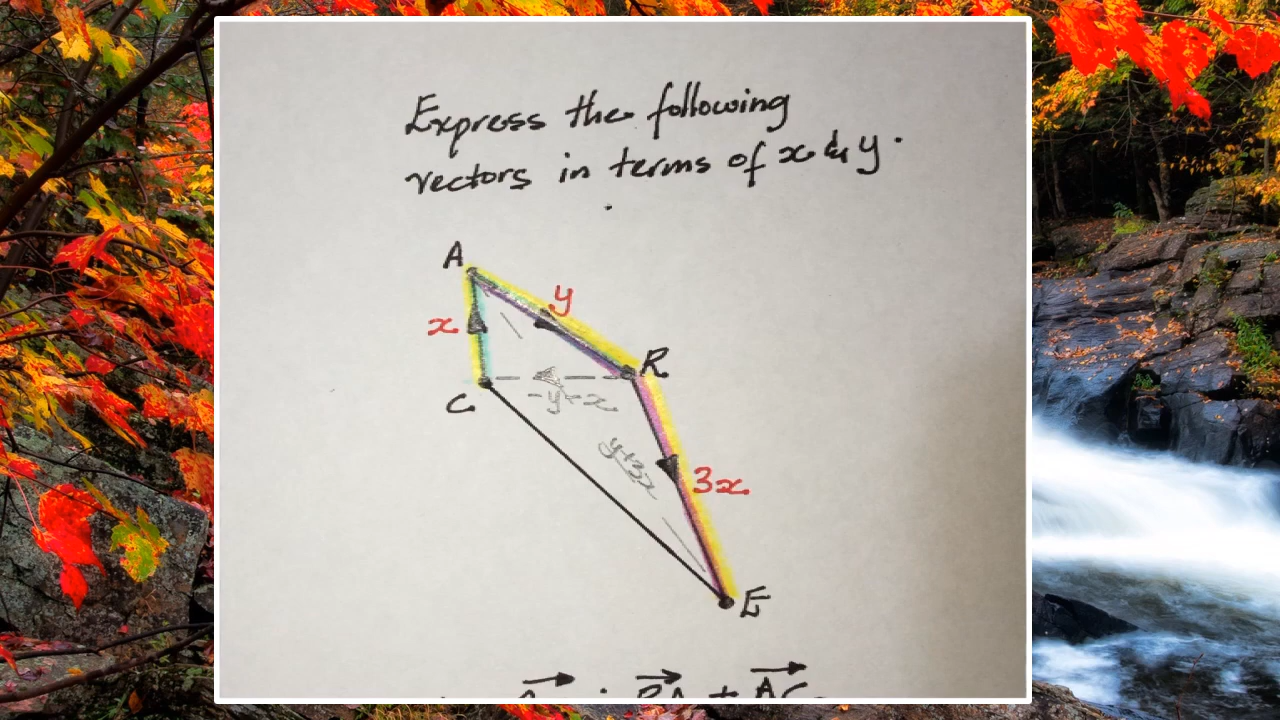 Express the following
vectors in terms of x & y.
A
y
x
R
C
-y-x
y+3x
3x
E